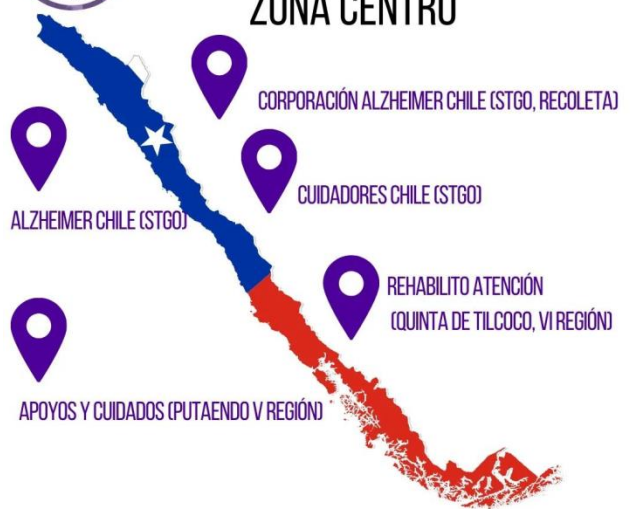 ZONA CENTRO
CORPORACIÓN ALZHEIMER CHILE (STGO, RECOLETA)
CUIDADORES CHILE (STGO)
ALZHEIMER CHILE (STGO)
REHABILITO ATENCIÓN
(QUINTA DE TILCOCO, VI REGIÓN)
APOYOS Y CUIDADOS (PUTAENDO V REGIÓN)